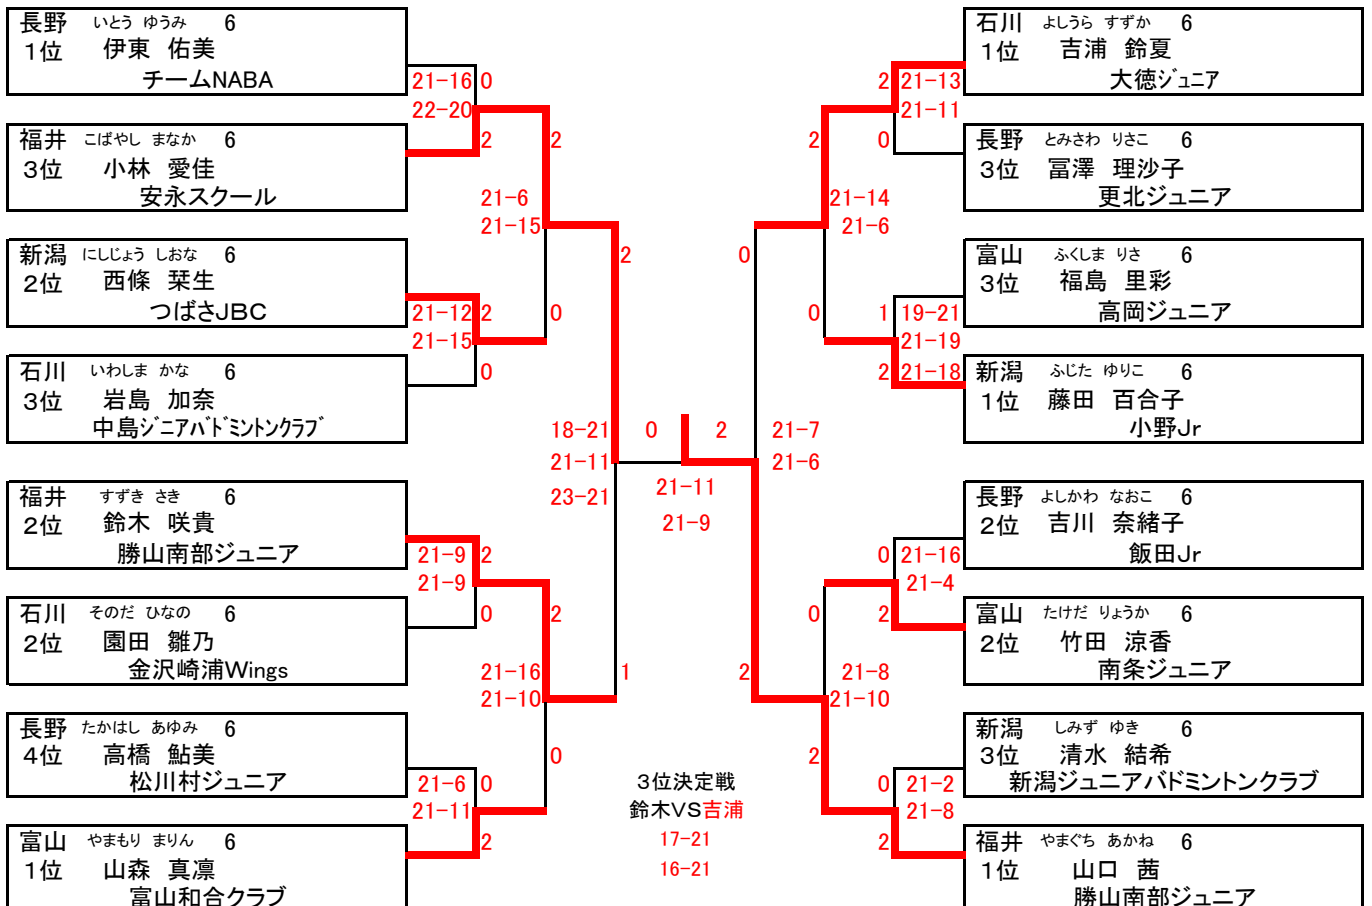 長野 いとう ゆうみ 6
1位 伊東 佑美
チームNABA
福井 こばやし まなか 6
3位 小林 愛佳
安永スクール
新潟 にしじょう しおな 6
2位 西條 栞生
つばさJBC
石川 いわしま かな 6
3位 岩島 加奈
中島ジュニアバドミントンクラブ
福井 すずき さき 6
2位 鈴木 咲貴
勝山南部ジュニア
石川 そのだ ひなの 6
2位 園田 雛乃
金沢崎浦Wings
長野 たかはし あゆみ 6
4位 高橋 鮎美
松川村ジュニア
富山 やまもり まりん 6
1位 山森 真凛
富山和合クラブ
21-16 0
22-20
2
21-12 2
21-15
0
21-9 2
21-9
0
21-6 0
21-11
2
2
21-6
21-15
0
2
21-16
21-10
0
2
18-21
21-11
23-21
1
0 2
21-11
21-9
3位決定戦
鈴木VS吉浦
17-21
16-21
0
21-7
21-6
2
2
21-14
21-6
0
0
21-8
21-10
2
2 21-13
21-11
0
1 19-21
21-19
2 21-18
0 21-16
21-4
2
0 21-2
21-8
2
石川 よしうら すずか 6
1位 吉浦 鈴夏
大徳ジュニア
長野 とみさわ りさこ 6
3位 冨澤 理沙子
更北ジュニア
富山 ふくしま りさ 6
3位 福島 里彩
高岡ジュニア
新潟 ふじた ゆりこ 6
1位 藤田 百合子
小野Jr
長野 よしかわ なおこ 6
2位 吉川 奈緒子
飯田Jr
富山 たけだ りょうか 6
2位 竹田 涼香
南条ジュニア
新潟 しみず ゆき 6
3位 清水 結希
新潟ジュニアバドミントンクラブ
福井 やまぐち あかね 6
1位 山口 茜
勝山南部ジュニア